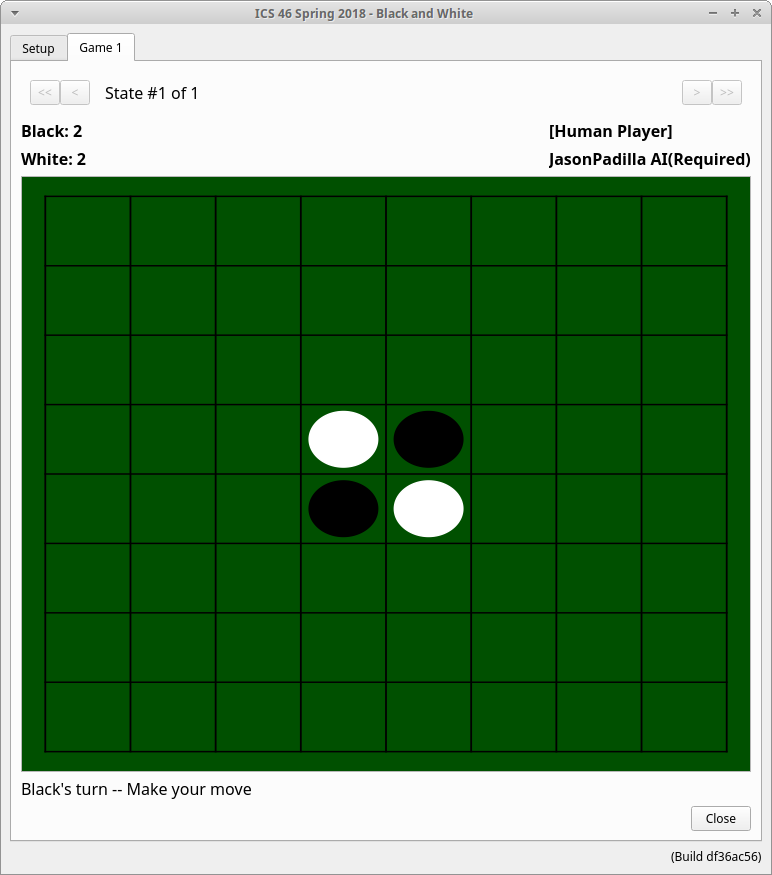 ICS 46 Spring 2018 - Black and White
Setup
Game 1
<< < State #1 of 1 > >>
Black: 2 [Human Player]
White: 2 JasonPadilla AI(Required)
Black's turn -- Make your move
Close
(Build df36ac56)